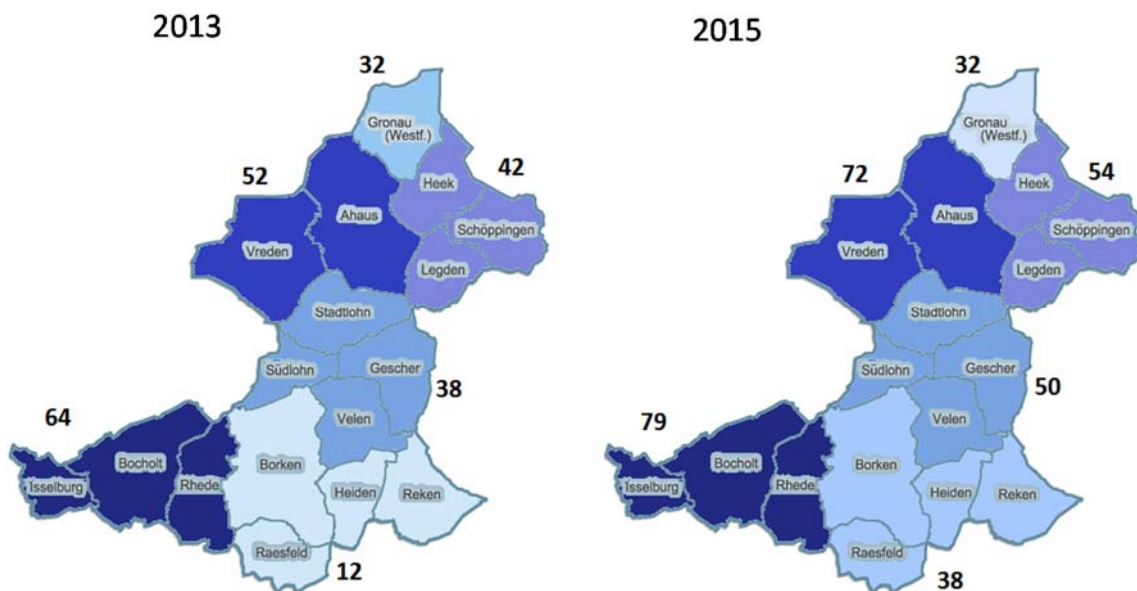 2013
32
Gronau
(Westf.)
52
42
Heek
Ahaus
Schöppingen
Vreden
Legden
Stadtlohn
Südlohn
Gescher
38
64
Velen
Bocholt
Borken
Isselburg
Rhede
Heiden
Reken
Raesfeld
12
2015
32
Gronau
(Westf.)
72
54
Heek
Ahaus
Schöppingen
Vreden
Legden
Stadtlohn
Südlohn
Gescher
50
79
Velen
Bocholt
Borken
Isselburg
Rhede
Heiden
Reken
Raesfeld
38